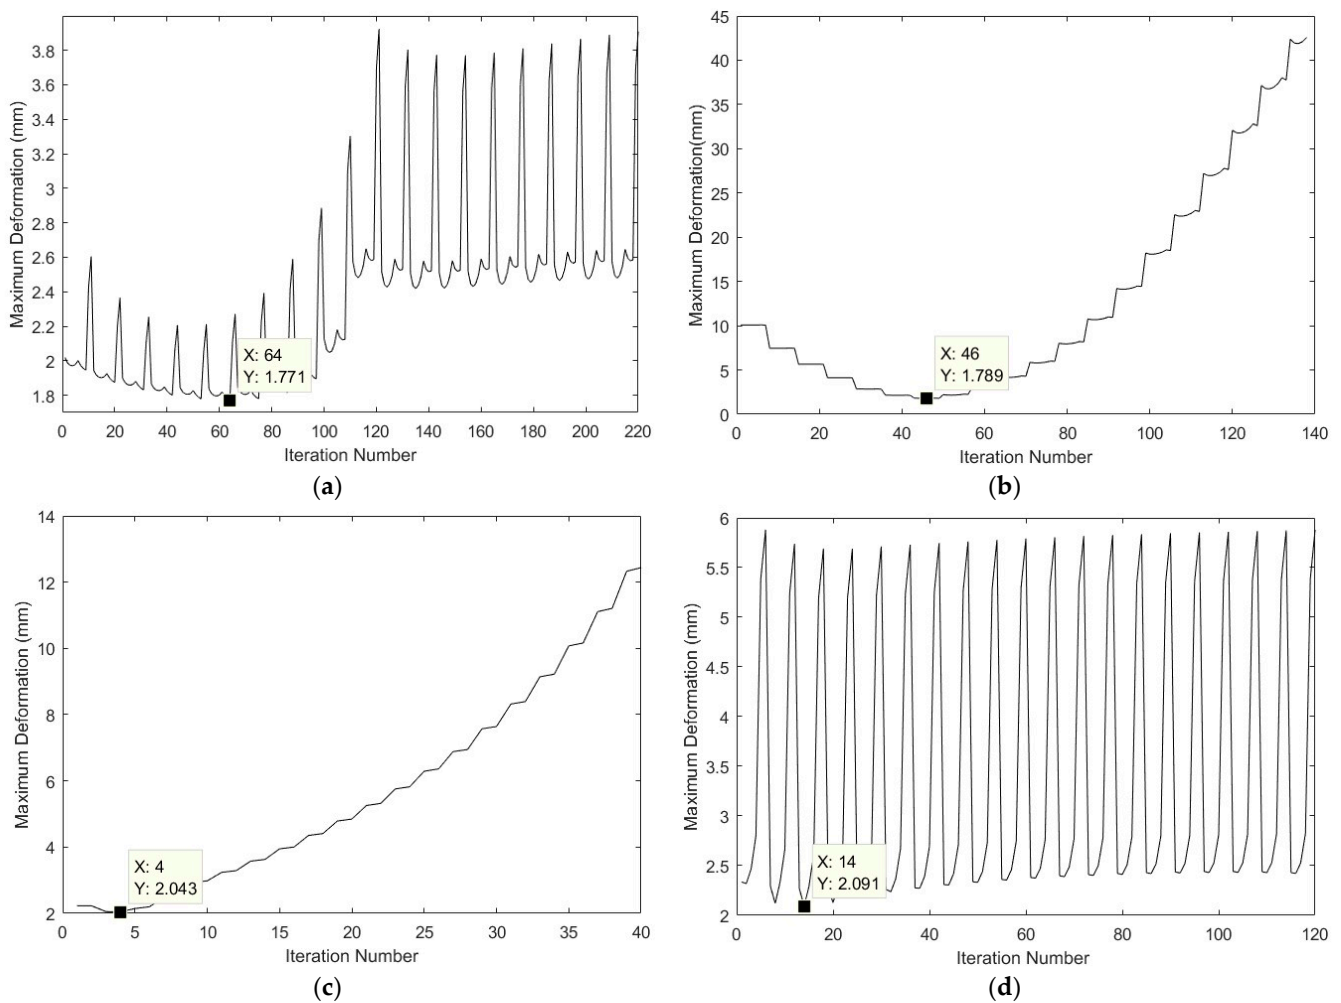 3.8
3.6
3.4
3.2
3
2.8
2.6
2.4
2.2
2
1.8
Maximum Deformation (mm)
X: 64
Y: 1.771
0 20 40 60 80 100 120 140 160 180 200 220
Iteration Number
(a)
45
40
35
30
25
20
15
10
5
0
Maximum Deformation(mm)
X: 46
Y: 1.789
0 20 40 60 80 100 120 140
Iteration Number
(b)
14
12
10
8
6
4
2
Maximum Deformation (mm)
X: 4
Y: 2.043
0 5 10 15 20 25 30 35 40
Iteration Number
(c)
6
5.5
5
4.5
4
3.5
3
2.5
2
Maximum Deformation (mm)
X: 14
Y: 2.091
0 20 40 60 80 100 120
Iteration Number
(d)